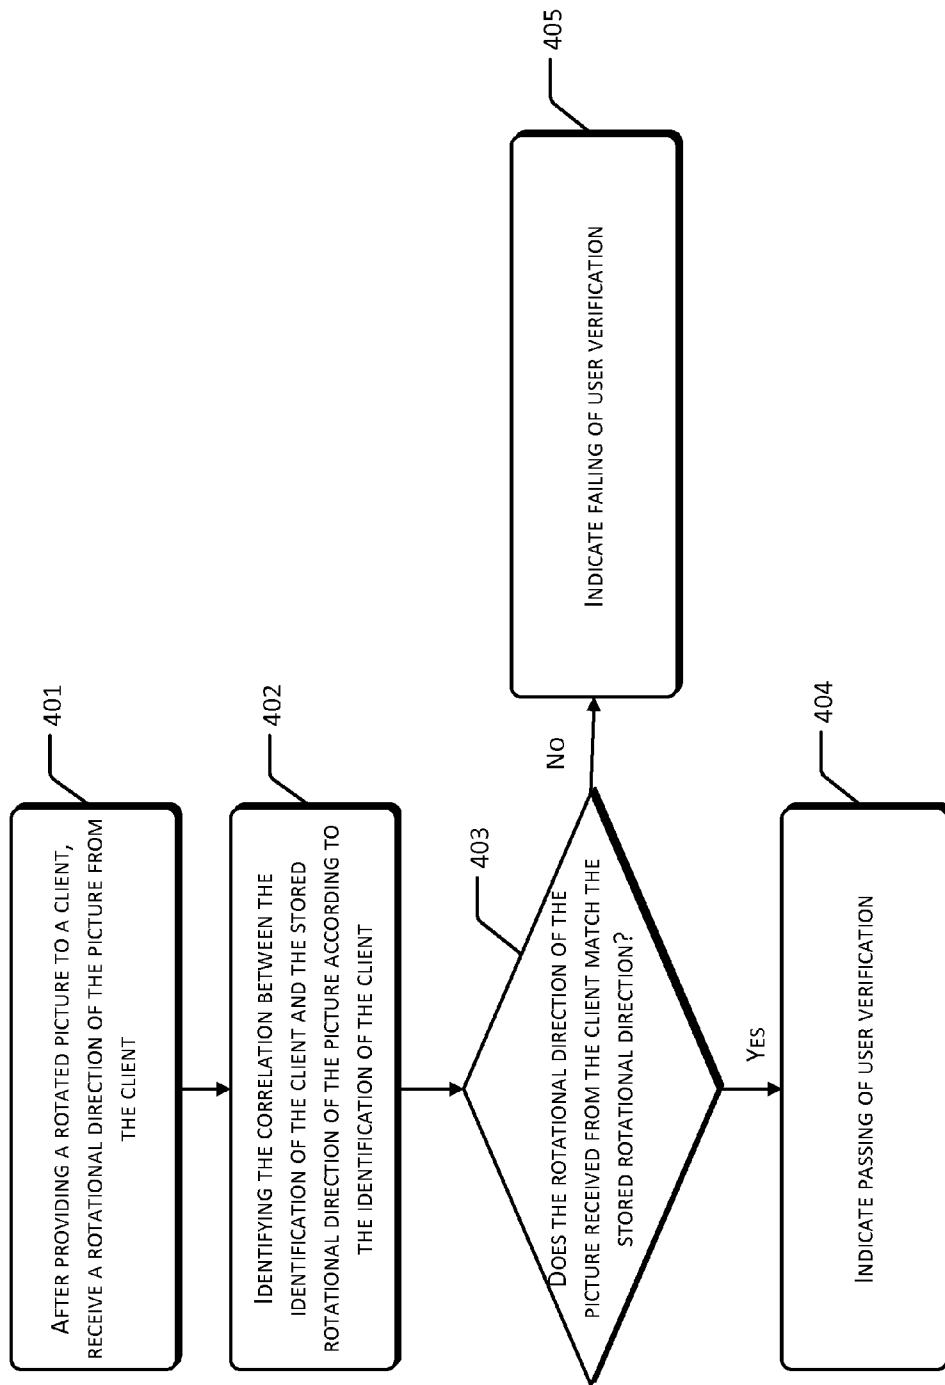 401
AFTER PROVIDING A ROTATED PICTURE TO A CLIENT,
RECEIVE A ROTATIONAL DIRECTION OF THE PICTURE FROM
THE CLIENT
402
IDENTIFYING THE CORRELATION BETWEEN THE
IDENTIFICATION OF THE CLIENT AND THE STORED
ROTATIONAL DIRECTION OF THE PICTURE ACCORDING TO
THE IDENTIFICATION OF THE CLIENT
403
DOES THE ROTATIONAL DIRECTION OF THE
PICTURE RECEIVED FROM THE CLIENT MATCH THE
STORED ROTATIONAL DIRECTION?
NO
405
INDICATE FAILING OF USER VERIFICATION
YES
404
INDICATE PASSING OF USER VERIFICATION